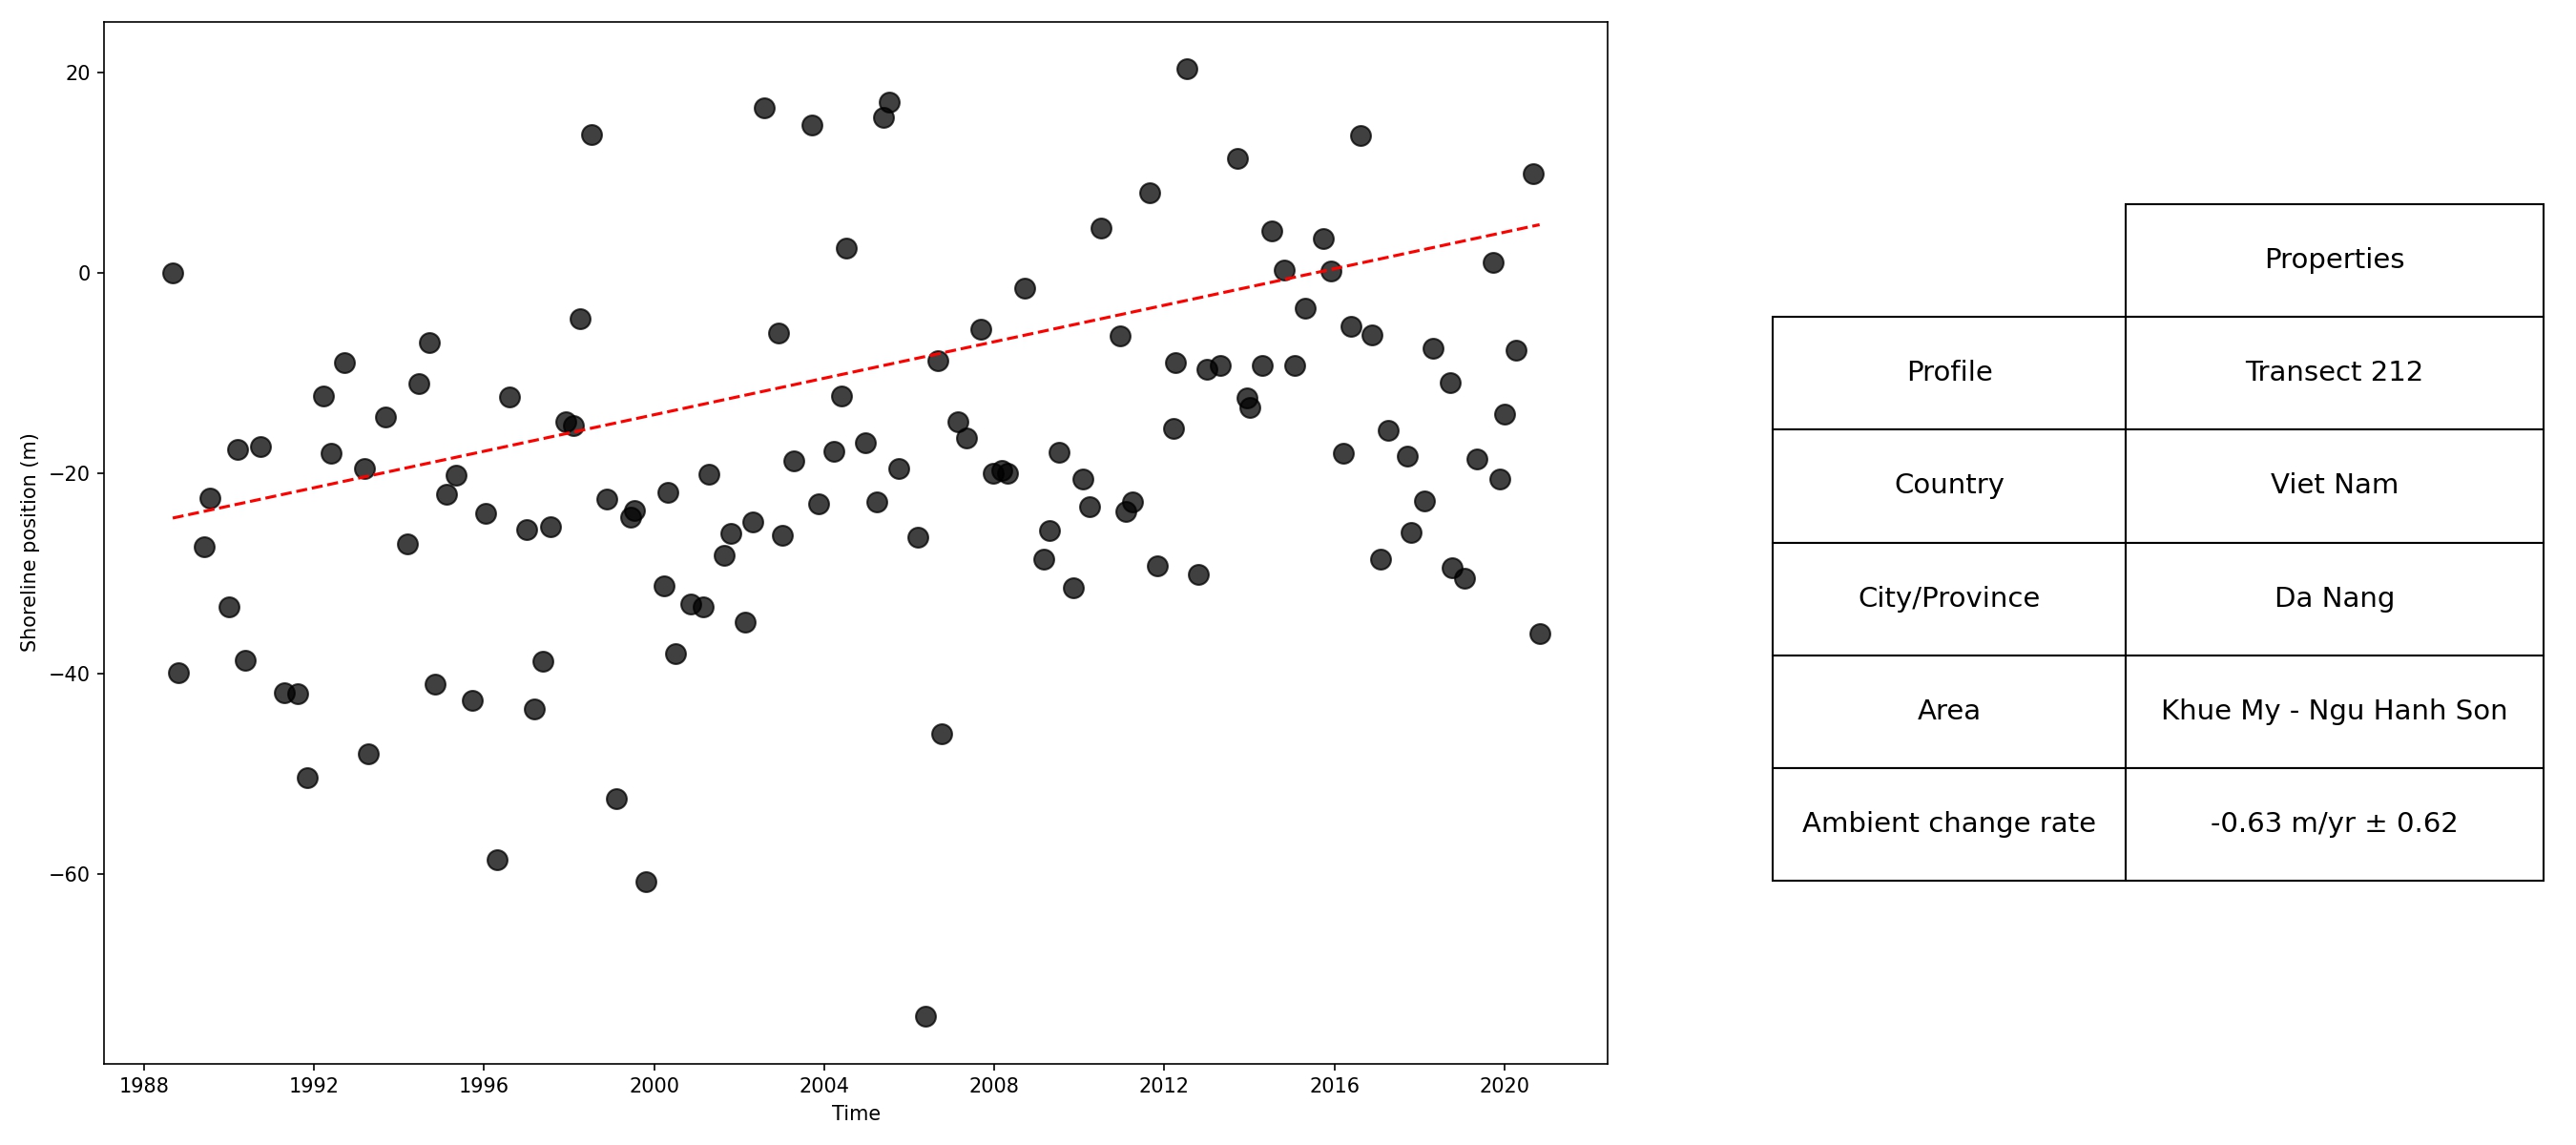 20
0
−20
−40
−60
Shoreline position (m)
1988 1992 1996 2000 2004 2008 2012 2016 2020
Time
Properties
Profile Transect 212
Country Viet Nam
City/Province Da Nang
Area Khue My - Ngu Hanh Son
Ambient change rate -0.63 m/yr ± 0.62